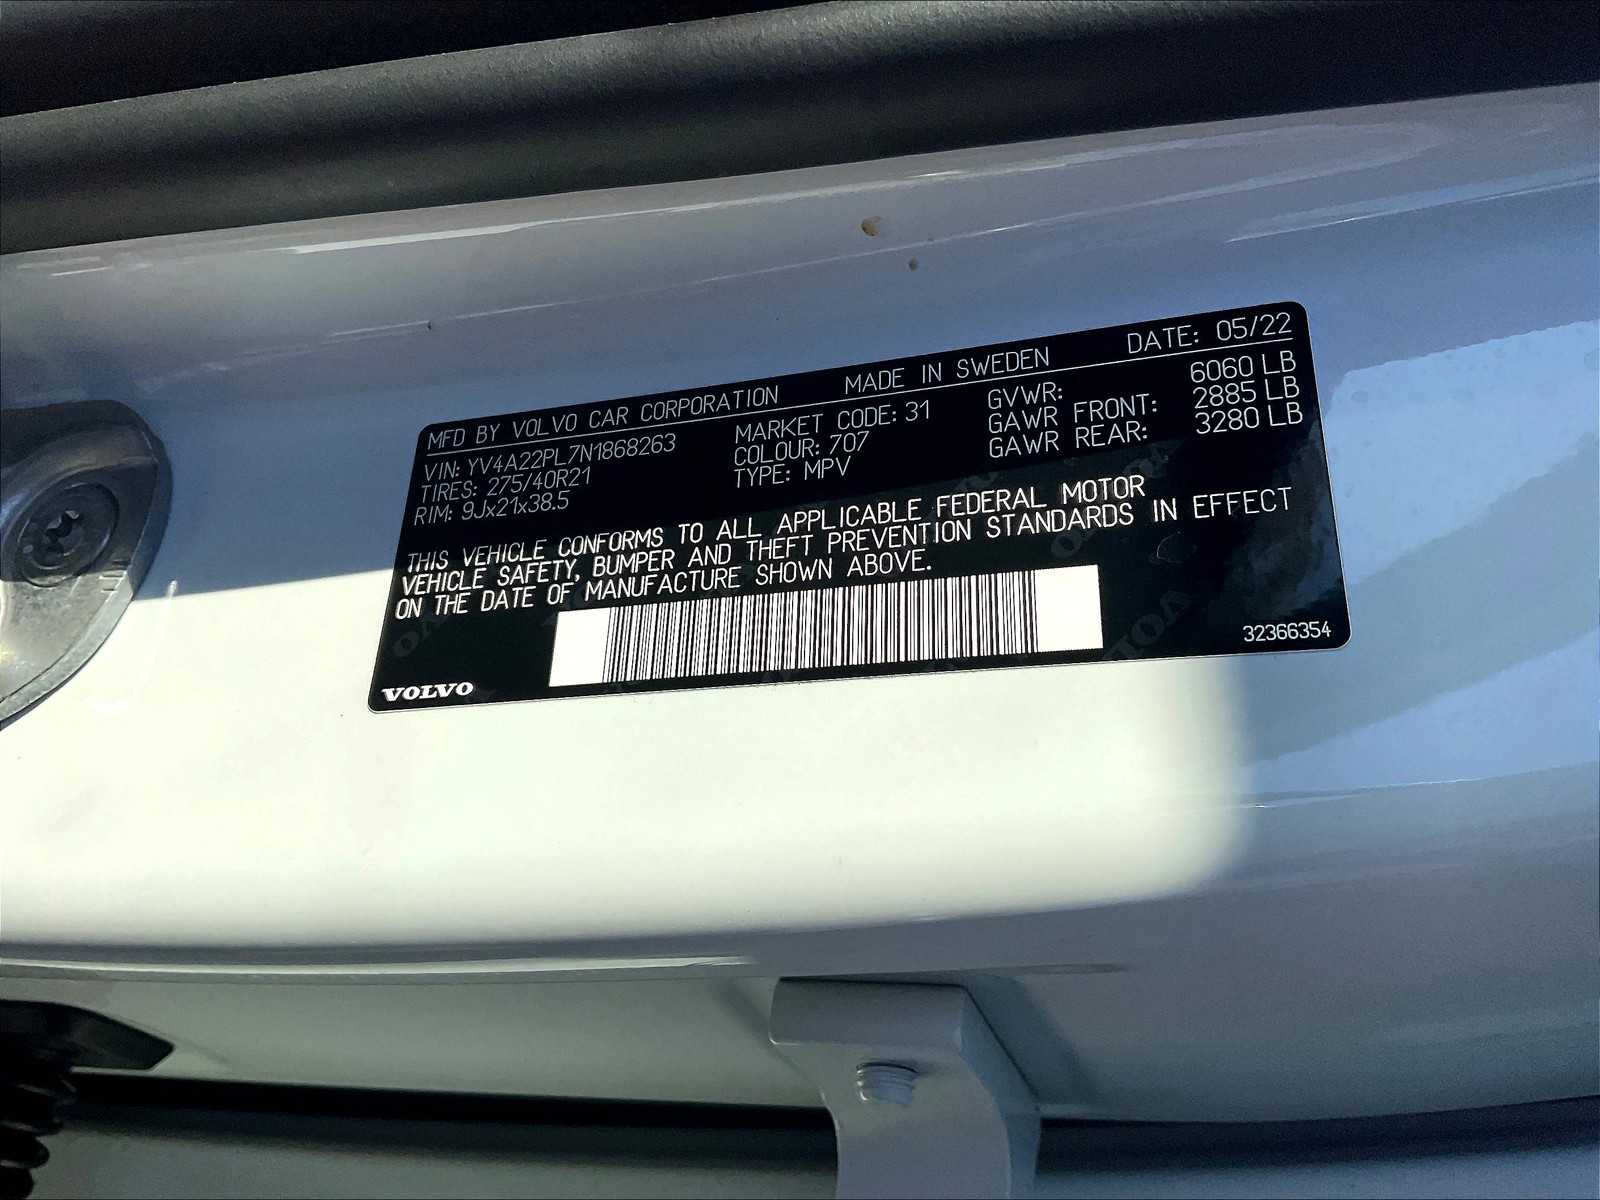 MFD BY VOLVO CAR CORPORATION MADE IN SWEDEN DATE: 05/22
VIN: YV4A22PL7N1868263 MARKET CODE: 31 GVWR: 6060 LB
TIRES: 275/40R21 COLOUR: 707 GAWR FRONT: 2885 LB
RIM: 9Jx21x38.5 TYPE: MPV GAWR REAR: 3280 LB
THIS VEHICLE CONFORMS TO ALL APPLICABLE FEDERAL MOTOR
VEHICLE SAFETY, BUMPER AND THEFT PREVENTION STANDARDS IN EFFECT
ON THE DATE OF MANUFACTURE SHOWN ABOVE.
32366354
VOLVO